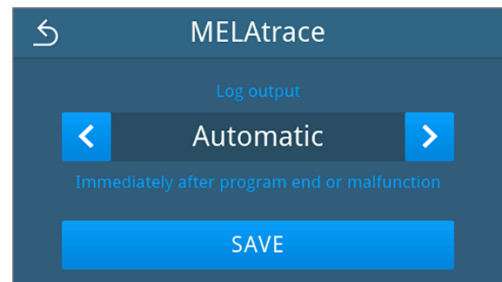 MELAtrace
Log output
Automatic
Immediately after program end or malfunction
SAVE